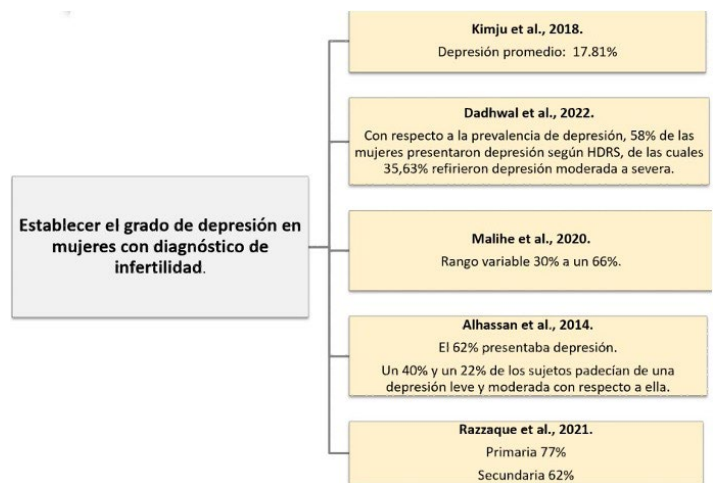 Establecer el grado de depresión en
mujeres con diagnóstico de
infertilidad.
Kimju et al., 2018.
Depresión promedio: 17.81%
Dadhwal et al., 2022.
Con respecto a la prevalencia de depresión, 58% de las
mujeres presentaron depresión según HDRS, de las cuales
35,63% refirieron depresión moderada a severa.
Malihe et al., 2020.
Rango variable 30% a un 66%.
Alhassan et al., 2014.
El 62% presentaba depresión.
Un 40% y un 22% de los sujetos padecían de una
depresión leve y moderada con respecto a ella.
Razzaque et al., 2021.
Primaria 77%
Secundaria 62%